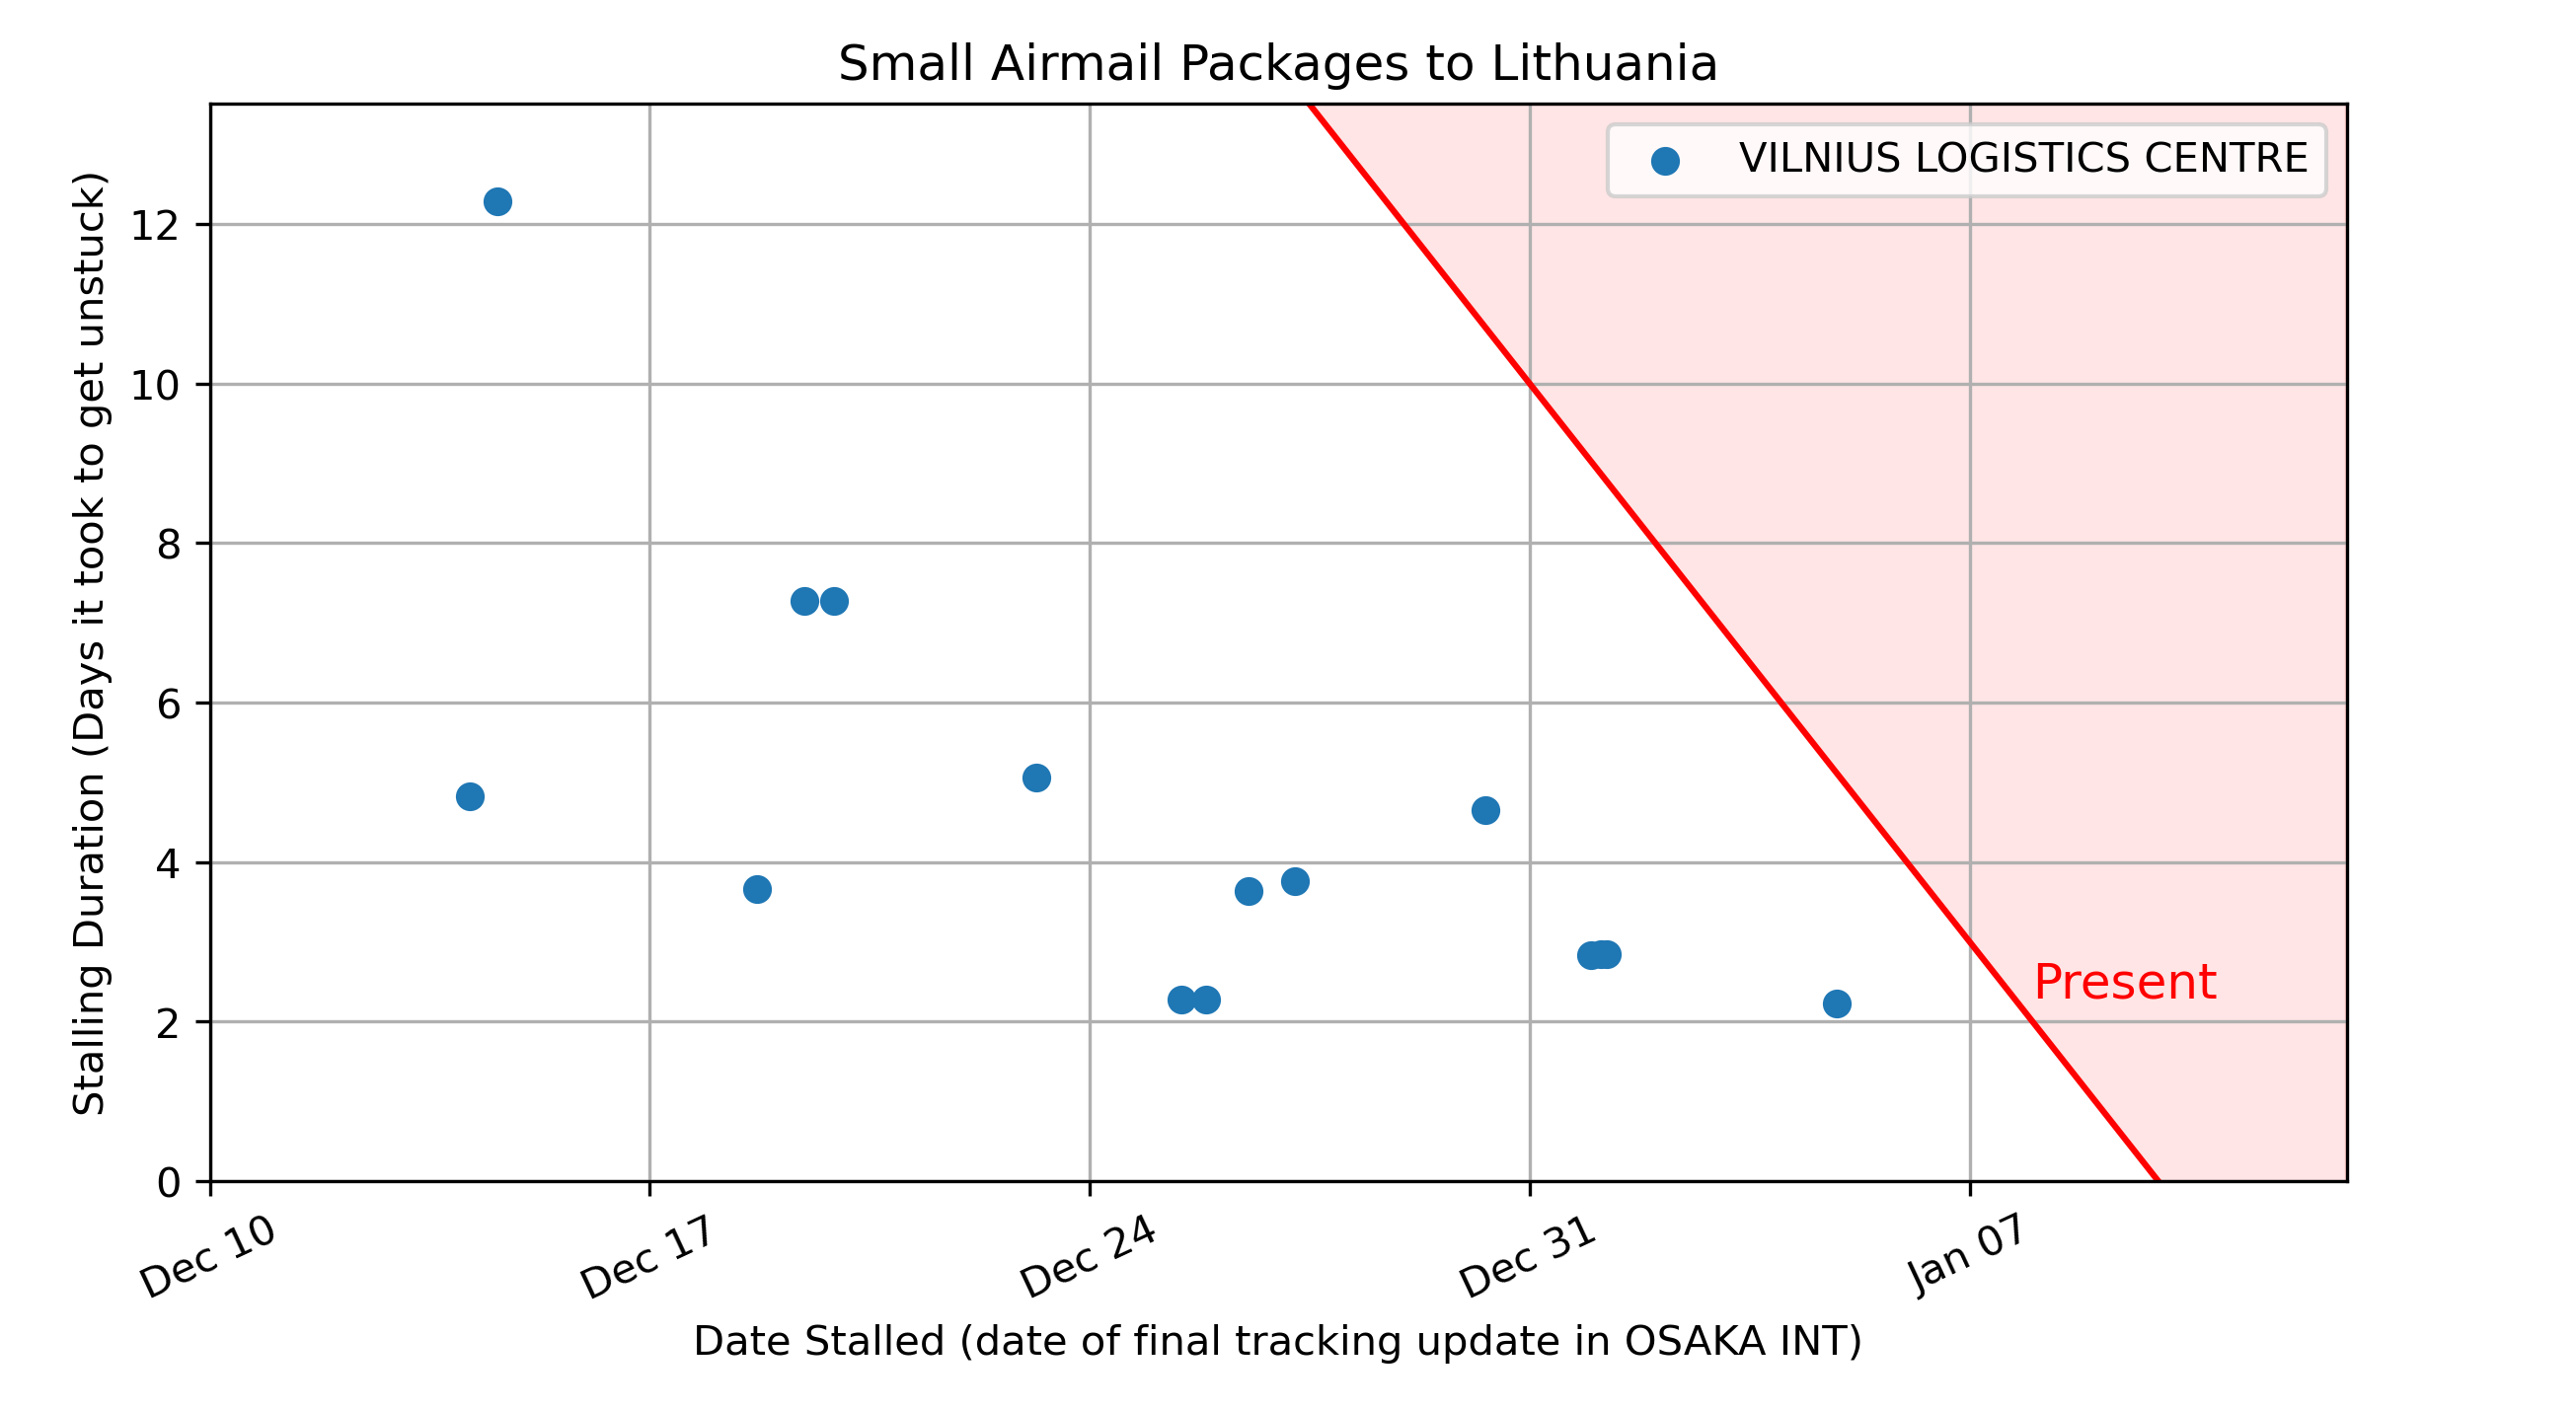 Small Airmail Packages to Lithuania
VILNIUS LOGISTICS CENTRE
Stalling Duration (Days it took to get unstuck)
12
10
8
6
4
2
0
Present
Dec 10
Dec 17
Dec 24
Dec 31
Jan 07
Date Stalled (date of final tracking update in OSAKA INT)